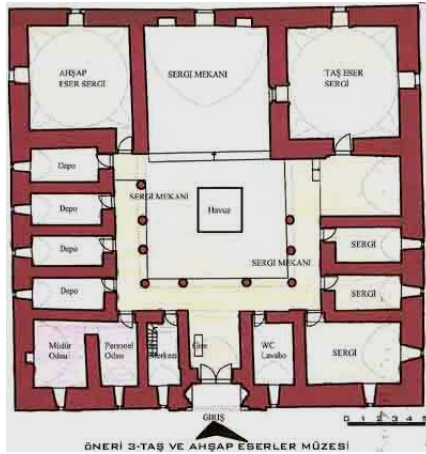 AHŞAP
ESER SERGİ
SERGİ MEKANI
TAŞ ESER
SERGİ
Depo
SERGİ MEKANI
Havuz
Depo
Depo
SERGİ
SERGİ MEKANI
Depo
SERGİ
Müdür
Odası
Personel
Odası
Merkezi
Giriş
WC
Lavabo
SERGİ
GİRİŞ
0 1 2 3 4 5
ÖNERİ 3-TAŞ VE AHŞAP ESERLER MÜZESİ